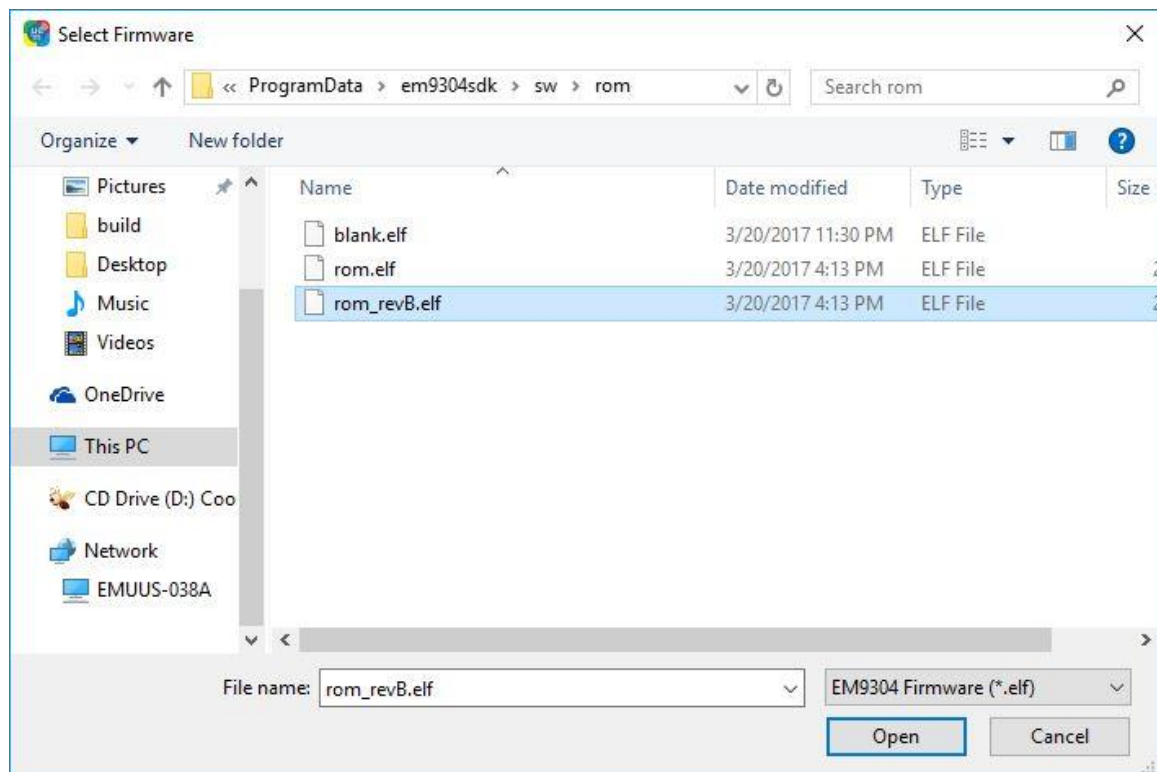 Select Firmware
« ProgramData > em9304sdk > sw > rom
Search rom
Organize
New folder
Name
Date modified
Type
Size
Pictures
build
Desktop
Music
Videos
OneDrive
This PC
CD Drive (D:) Coo
Network
EMUUS-038A
blank.elf 3/20/2017 11:30 PM ELF File
rom.elf 3/20/2017 4:13 PM ELF File
rom_revB.elf 3/20/2017 4:13 PM ELF File
File name: rom_revB.elf
EM9304 Firmware (*.elf)
Open
Cancel